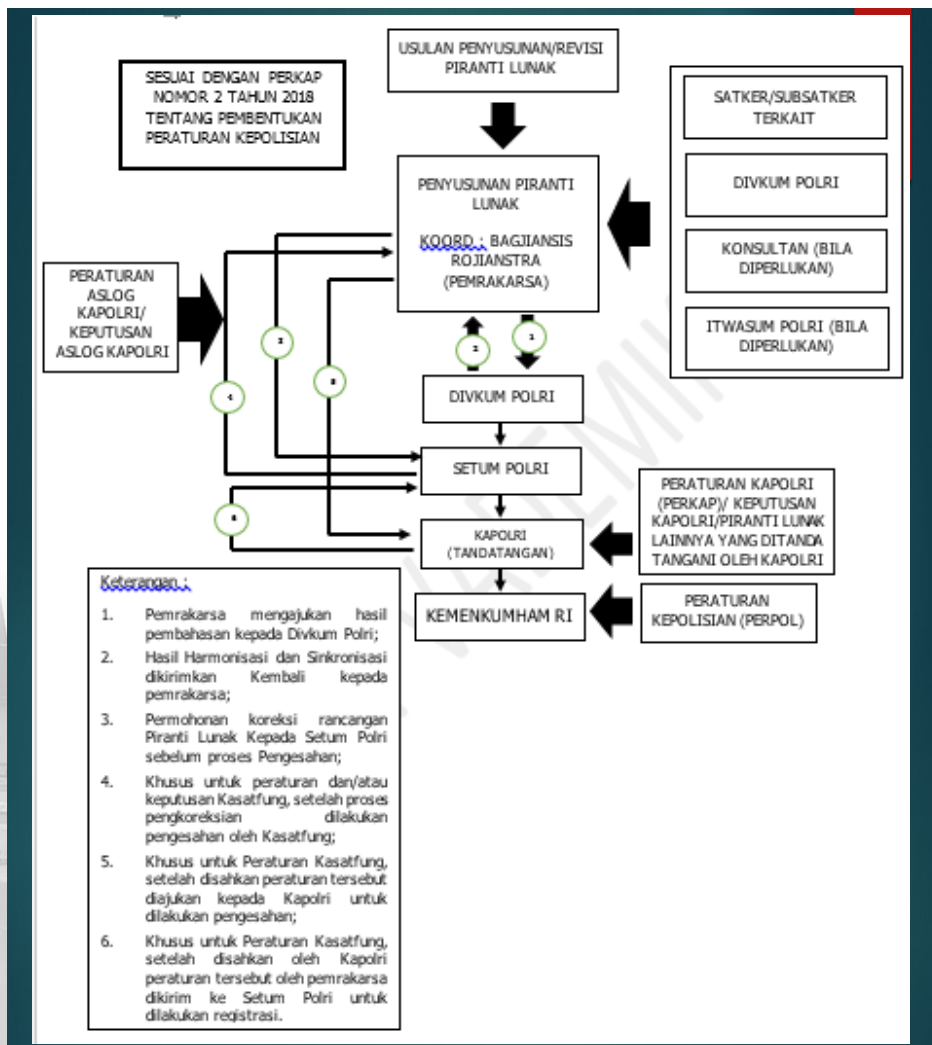 USULAN PENYUSUNAN/REVISI
PIRANTI LUNAK
SESUAI DENGAN PERKAP
NOMOR 2 TAHUN 2018
TENTANG PEMBENTUKAN
PERATURAN KEPOLISIAN
SATKER/SUBSATKER
TERKAIT
DIVKUM POLRI
KONSULTAN (BILA
DIPERLUKAN)
ITWASUM POLRI (BILA
DIPERLUKAN)
PENYUSUNAN PIRANTI
LUNAK
KOORD : BAGJIANSIS
ROJIANSTRA
(PEMRAKARSA)
PERATURAN
ASLOG
KAPOLRI/
KEPUTUSAN
ASLOG KAPOLRI
2
1
4
DIVKUM POLRI
SETUM POLRI
KAPOLRI
(TANDATANGAN)
KEMENKUMHAM RI
PERATURAN KAPOLRI
(PERKAP)/ KEPUTUSAN
KAPOLRI/PIRANTI LUNAK
LAINNYA YANG DITANDA
TANGANI OLEH KAPOLRI
PERATURAN
KEPOLISIAN (PERPOL)
Keterangan :
1. Pemrakarsa mengajukan hasil
pembahasan kepada Divkum Polri;
2. Hasil Harmonisasi dan Sinkronisasi
dikirimkan Kembali kepada
pemrakarsa;
3. Permohonan koreksi rancangan
Piranti Lunak Kepada Setum Polri
sebelum proses Pengesahan;
4. Khusus untuk peraturan dan/atau
keputusan Kasatfung, setelah proses
pengkoreksian dilakukan
pengesahan oleh Kasatfung;
5. Khusus untuk Peraturan Kasatfung,
setelah disahkan peraturan tersebut
diajukan kepada Kapolri untuk
dilakukan pengesahan;
6. Khusus untuk Peraturan Kasatfung,
setelah disahkan oleh Kapolri
peraturan tersebut oleh pemrakarsa
dikirim ke Setum Polri untuk
dilakukan registrasi.